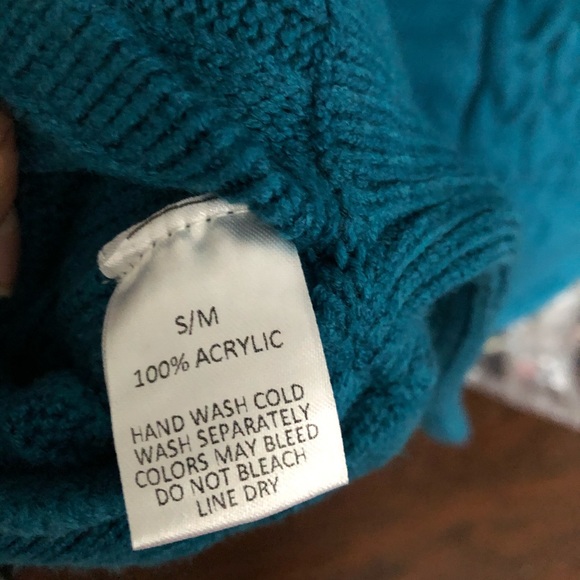 S/M
100% ACRYLIC
HAND WASH COLD
WASH SEPARATELY
COLORS MAY BLEED
DO NOT BLEACH
LINE DRY